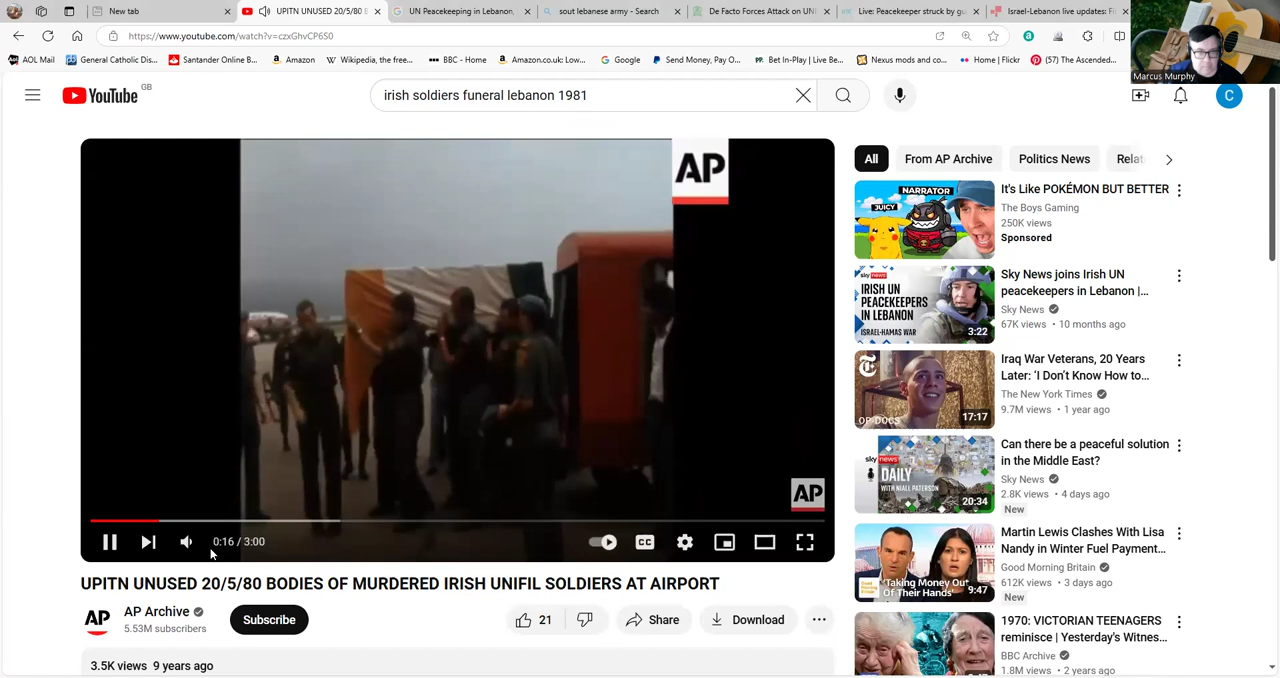 New tab
UPITN UNUSED 20/5/80 B
UN Peacekeeping in Lebanon,
sout lebanese army - Search
De Facto Forces Attack on UNI
Live: Peacekeeper struck by gu
Israel-Lebanon live updates: Fi
https://www.youtube.com/watch?v=czxGhvCP6S0
AOL Mail
General Catholic Dis...
Santander Online B...
Amazon
Wikipedia, the free...
BBC - Home
Amazon.co.uk: Low...
Google
Send Money, Pay O...
Bet In-Play | Live Be...
Nexus mods and co...
Home | Flickr
(57) The Ascended...
Marcus Murphy
YouTube GB
irish soldiers funeral lebanon 1981
C
AP
AP
0:16 / 3:00
CC
UPITN UNUSED 20/5/80 BODIES OF MURDERED IRISH UNIFIL SOLDIERS AT AIRPORT
AP
AP Archive
5.53M subscribers
Subscribe
21
Share
Download
3.5K views 9 years ago
All
From AP Archive
Politics News
Relat
NARRATOR
JUICY
It's Like POKÉMON BUT BETTER
The Boys Gaming
250K views
Sponsored
sky news
IRISH UN
PEACEKEEPERS
IN LEBANON
ISRAEL-HAMAS WAR
3:22
Sky News joins Irish UN
peacekeepers in Lebanon |...
Sky News
67K views • 10 months ago
OP-DOCS
17:17
Iraq War Veterans, 20 Years
Later: 'I Don't Know How to...
The New York Times
9.7M views • 1 year ago
sky news
DAILY
WITH NIALL PATERSON
20:34
Can there be a peaceful solution
in the Middle East?
Sky News
2.8K views • 4 days ago
New
"Taking Money Out
Of Their Hands"
9:47
Martin Lewis Clashes With Lisa
Nandy in Winter Fuel Payment...
Good Morning Britain
612K views • 3 days ago
New
1970: VICTORIAN TEENAGERS
reminisce | Yesterday's Witnes...
BBC Archive
1.8M views • 2 years ago